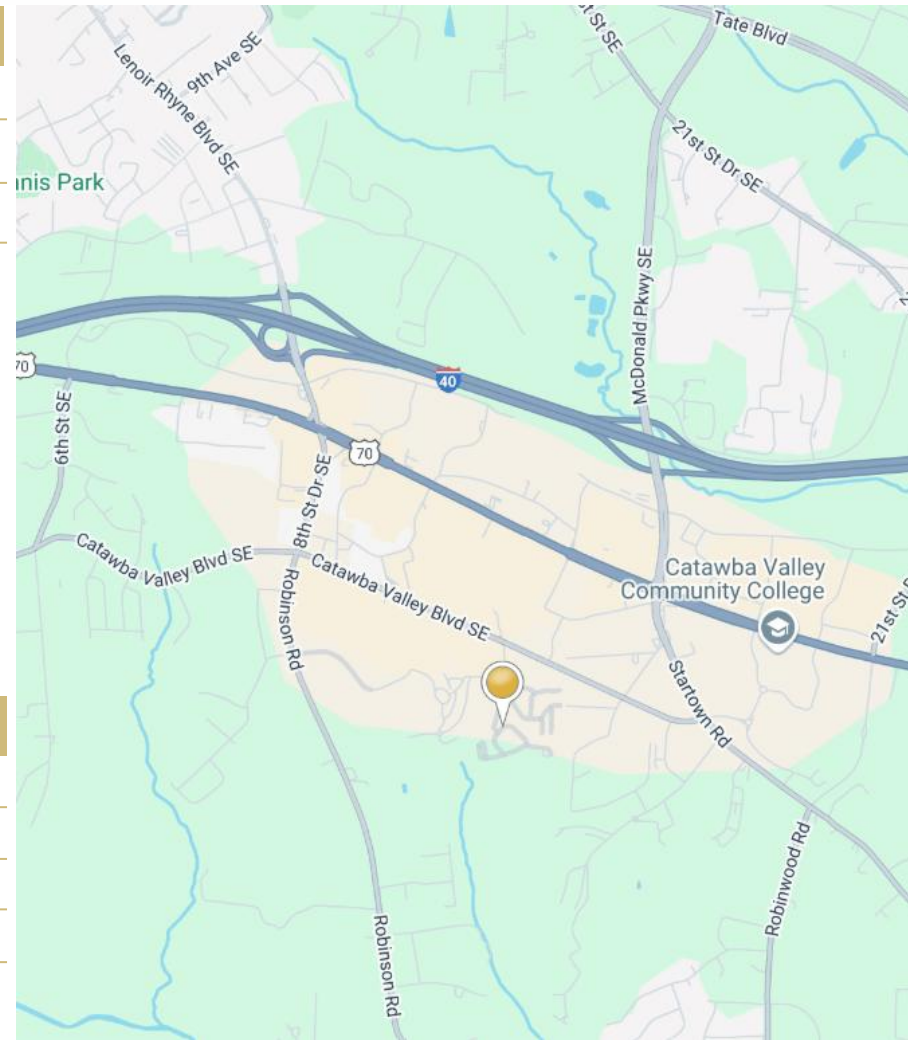 Tate Blvd
St SE
9th Ave SE
Lenoir Rhyne Blvd SE
21st St Dr SE
nnis Park
McDonald Pkwy SE
40
70
6th St SE
70
8th St Dr SE
Catawba Valley Blvd SE
Catawba Valley Blvd SE
Catawba Valley
Community College
21st St D
Robinson Rd
Startown Rd
Robinwood Rd
Robinson Rd